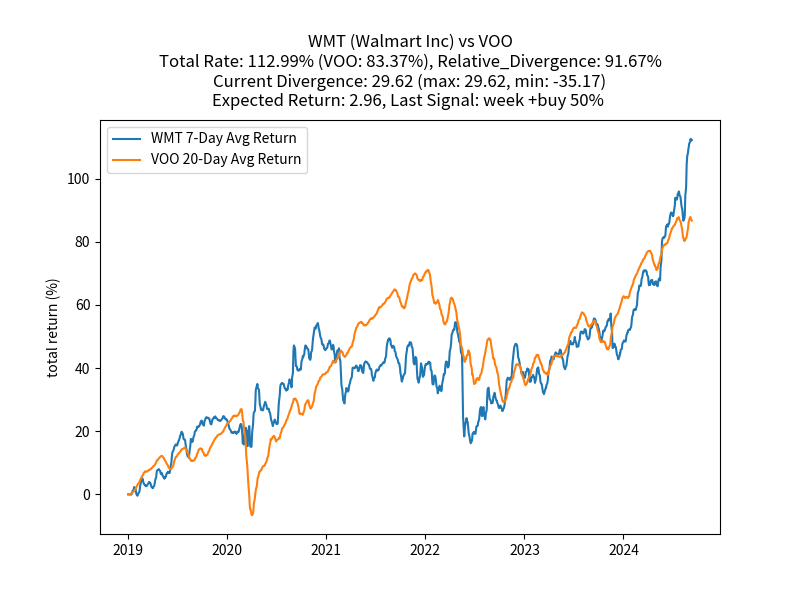 WMT (Walmart Inc) vs VOO
Total Rate: 112.99% (VOO: 83.37%), Relative_Divergence: 91.67%
Current Divergence: 29.62 (max: 29.62, min: -35.17)
Expected Return: 2.96, Last Signal: week +buy 50%
WMT 7-Day Avg Return
VOO 20-Day Avg Return
total return (%)
100
80
60
40
20
0
2019 2020 2021 2022 2023 2024